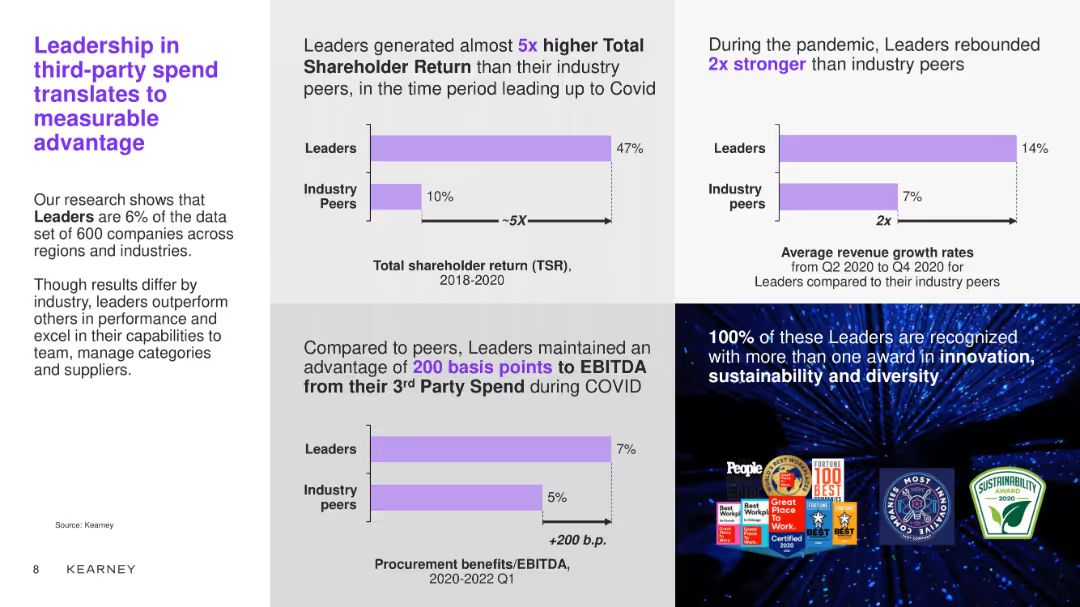 Leadership in
third-party spend
translates to
measurable
advantage
Our research shows that
Leaders are 6% of the data
set of 600 companies across
regions and industries.
Though results differ by
industry, leaders outperform
others in performance and
excel in their capabilities to
team, manage categories
and suppliers.
Source: Kearney
8 KEARNEY
Leaders generated almost 5x higher Total
Shareholder Return than their industry
peers, in the time period leading up to Covid
Leaders 47%
Industry
Peers
10%
~5X
Total shareholder return (TSR),
2018-2020
During the pandemic, Leaders rebounded
2x stronger than industry peers
Leaders 14%
Industry
peers
7%
2x
Average revenue growth rates
from Q2 2020 to Q4 2020 for
Leaders compared to their industry peers
Compared to peers, Leaders maintained an
advantage of 200 basis points to EBITDA
from their 3rd Party Spend during COVID
Leaders 7%
Industry
peers
5%
+200 b.p.
Procurement benefits/EBITDA,
2020-2022 Q1
100% of these Leaders are recognized
with more than one award in innovation,
sustainability and diversity
People
WORLD'S BEST WORKPLACES
FORTUNE
100
BEST
COMPANIES
Great
Place
To
Work.
Certified
2020
FORTUNE
BEST
BEST
MOST INNOVATIVE COMPANIES
SUSTAINABILITY
AWARD
2020